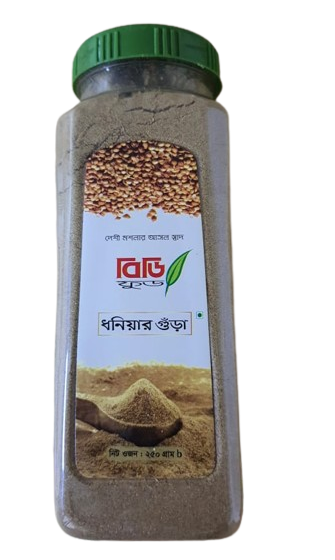 দেশী মশলার আসল স্বাদ
বিডি
ফুড
ধনিয়ার গুঁড়া
নিট ওজন : ২৫০ গ্রাম b